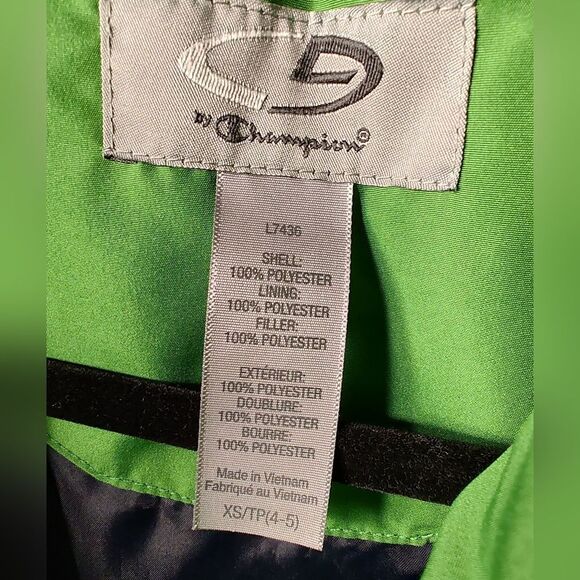 C9
by Champion®
L7436
SHELL:
100% POLYESTER
LINING:
100% POLYESTER
FILLER:
100% POLYESTER
EXTÉRIEUR:
100% POLYESTER
DOUBLURE:
100% POLYESTER
BOURRE:
100% POLYESTER
Made in Vietnam
Fabriqué au Vietnam
XS/TP(4-5)